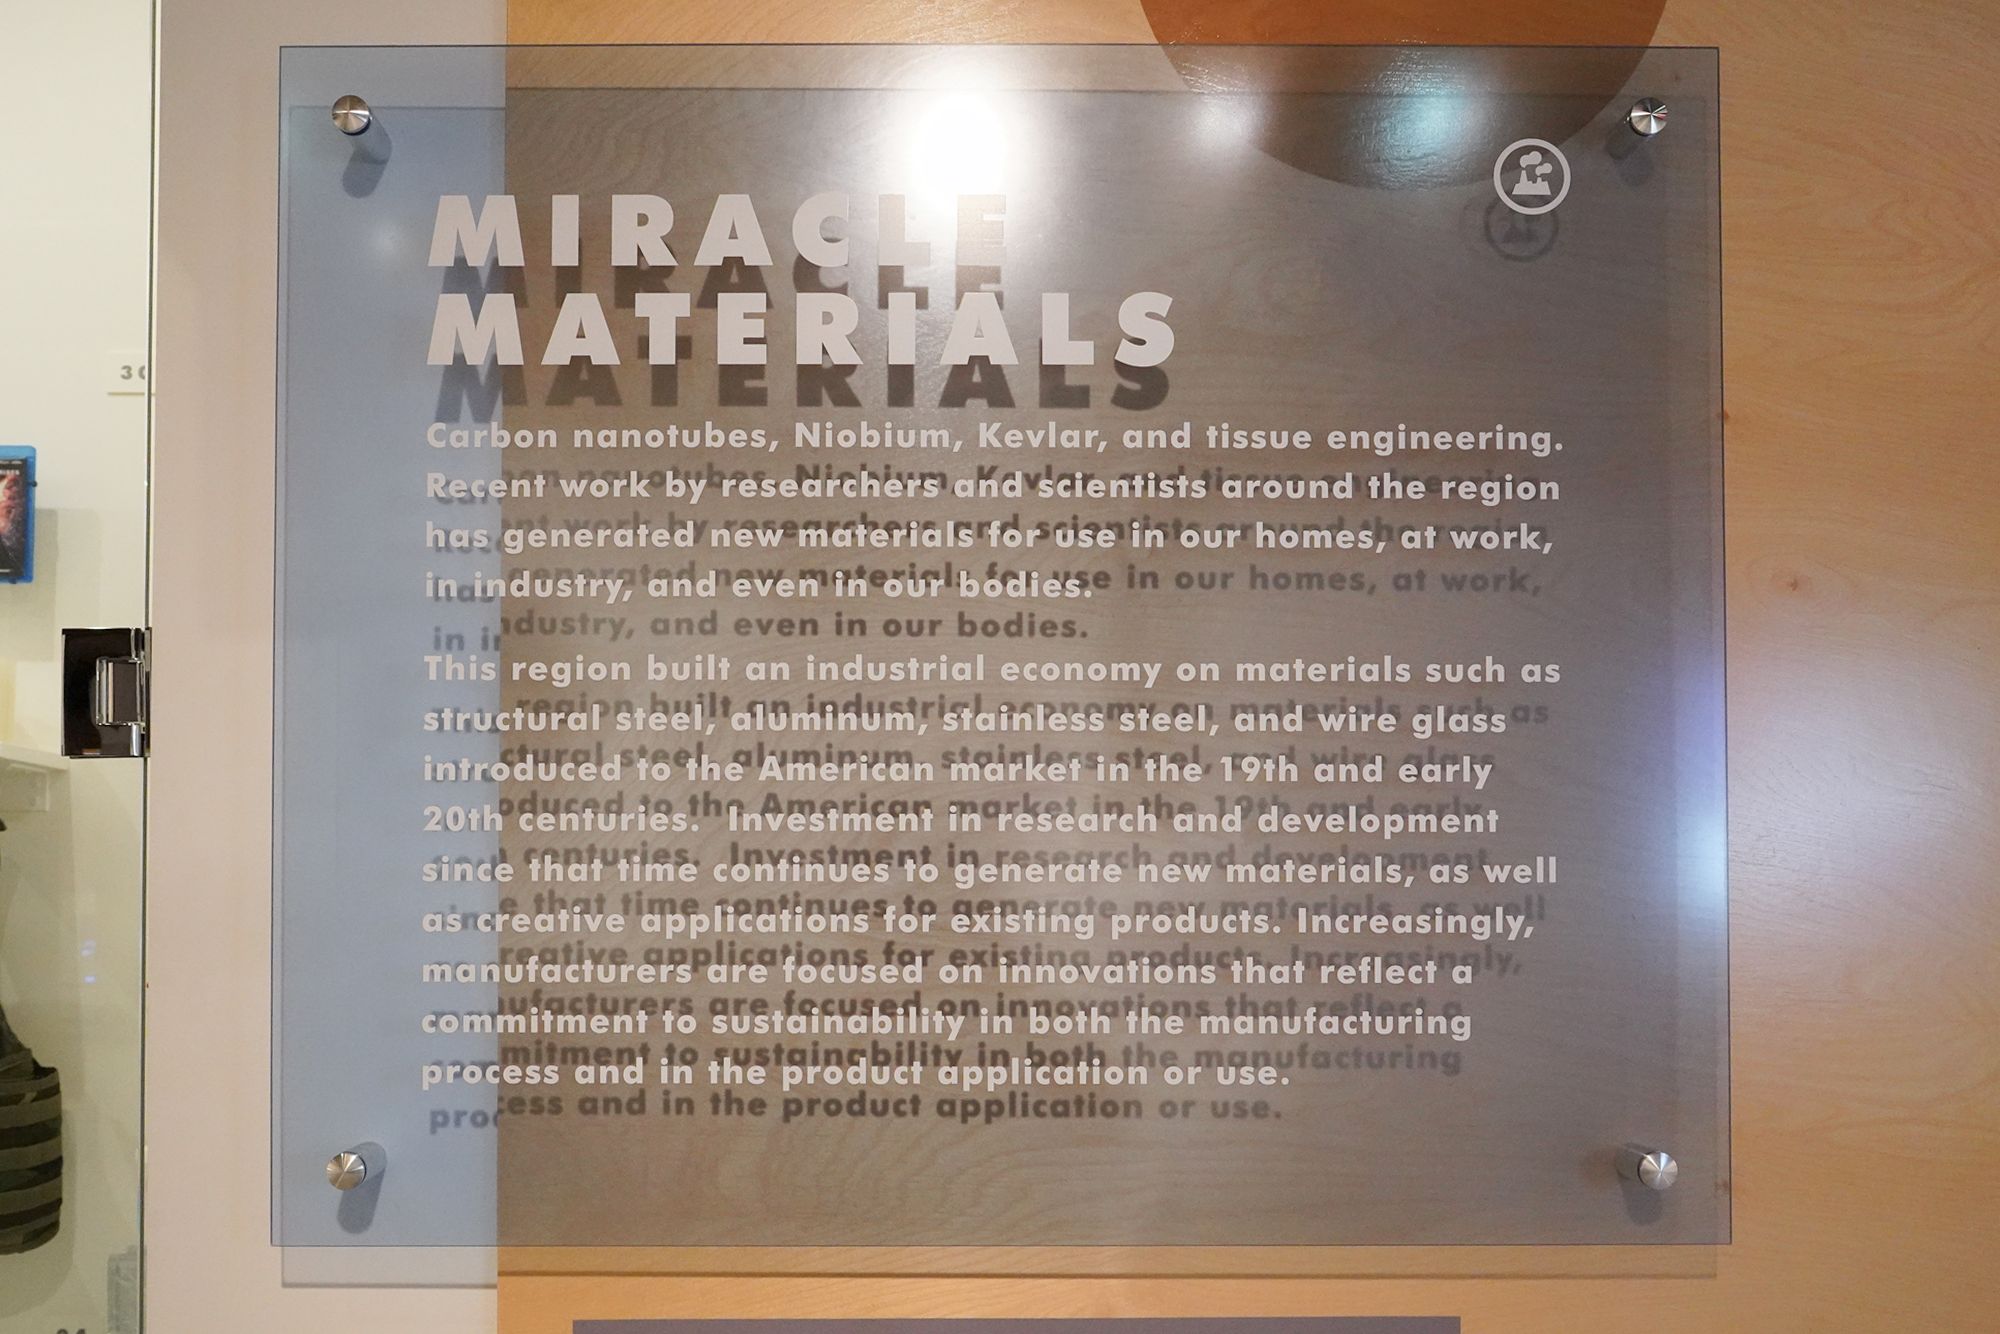 MIRACLE
MATERIALS
Carbon nanotubes, Niobium, Kevlar, and tissue engineering.
Recent work by researchers and scientists around the region
has generated new materials for use in our homes, at work,
in industry, and even in our bodies.
This region built an industrial economy on materials such as
structural steel, aluminum, stainless steel, and wire glass
introduced to the American market in the 19th and early
20th centuries.  Investment in research and development
since that time continues to generate new materials, as well
as creative applications for existing products. Increasingly,
manufacturers are focused on innovations that reflect a
commitment to sustainability in both the manufacturing
process and in the product application or use.